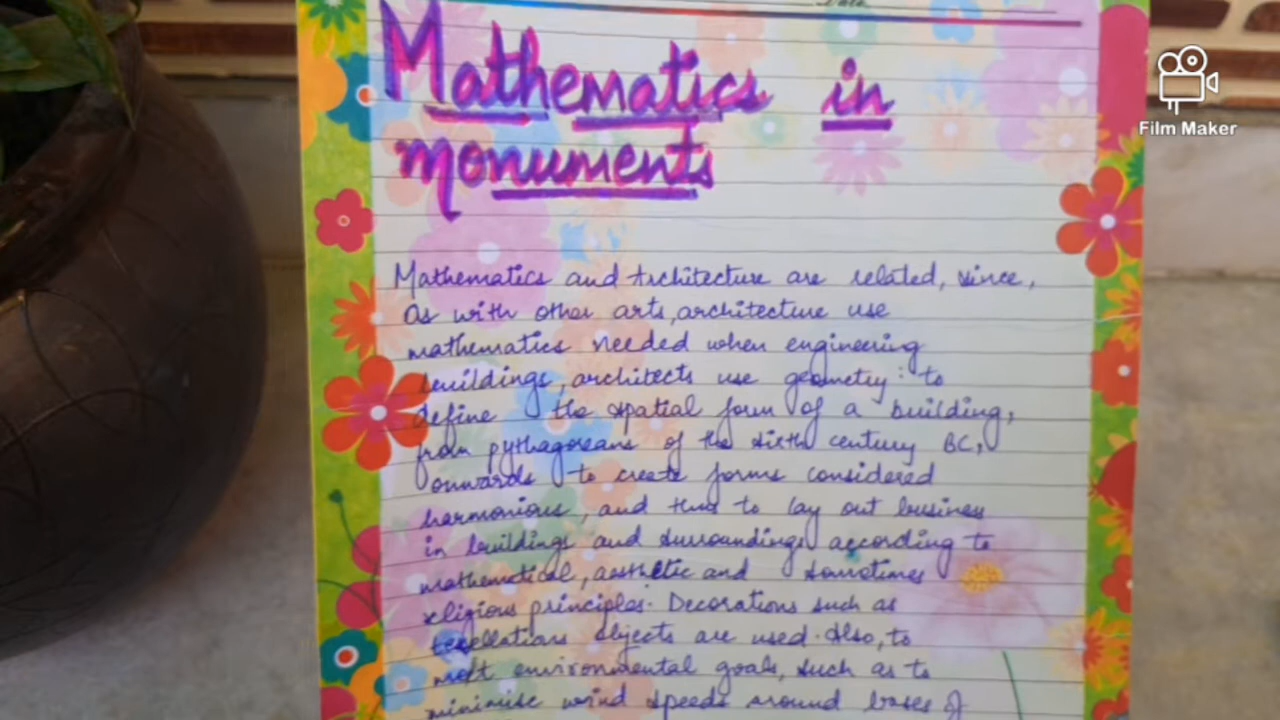 Mathematics in
monuments
Film Maker
Mathematics and Architecture are related, since,
as with other arts, architecture use
mathematics needed when engineering
buildings, architects use geometry : to
define the spatial form of a building,
from pythagoreans of the sixth century BC,
onwards to create forms considered
harmonious, and thus to lay out business
in buildings and surroundings according to
mathematical, aesthetic and sometimes
religious principles. Decorations such as
objects are used. Also, to
environmental goals, such as to
minimise wind speeds around bases of